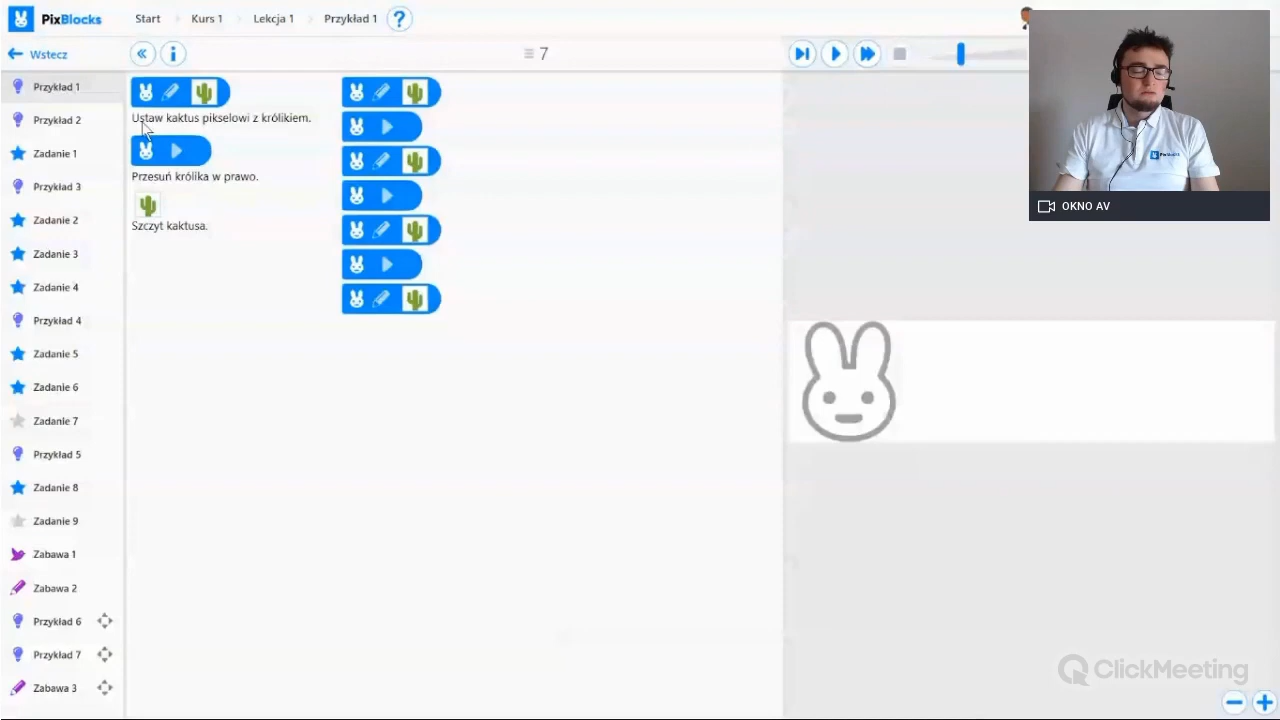 PixBlocks
Start
Kurs 1
Lekcja 1
Przykład 1
?
Wstecz
7
Przykład 1
Przykład 2
Zadanie 1
Przykład 3
Zadanie 2
Zadanie 3
Zadanie 4
Przykład 4
Zadanie 5
Zadanie 6
Zadanie 7
Przykład 5
Zadanie 8
Zadanie 9
Zabawa 1
Zabawa 2
Przykład 6
Przykład 7
Zabawa 3
Ustaw kaktus pikselowi z królikiem.
Przesuń królika w prawo.
Szczyt kaktusa.
PixBlocks
OKNO AV
ClickMeeting